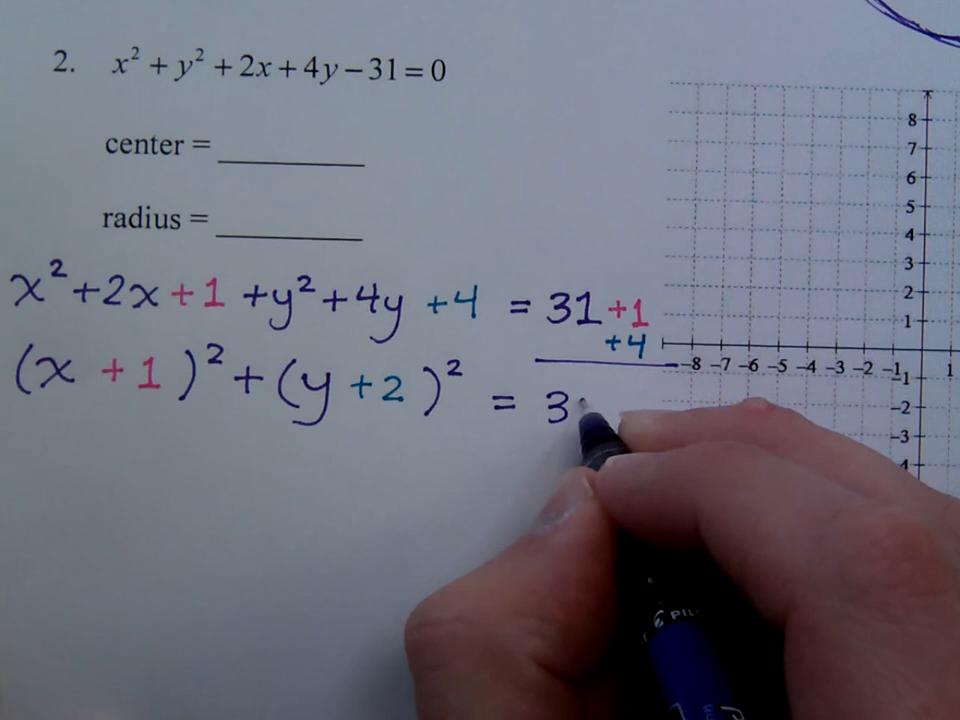 2. x² + y² + 2x + 4y − 31 = 0
center = ________
radius = ________
x² + 2x + 1 + y² + 4y + 4 = 31 + 1
+4
(x + 1)² + (y + 2)² = 3
8
7
6
5
4
3
2
1
−8 −7 −6 −5 −4 −3 −2 −1 1
−1
−2
−3
PIL